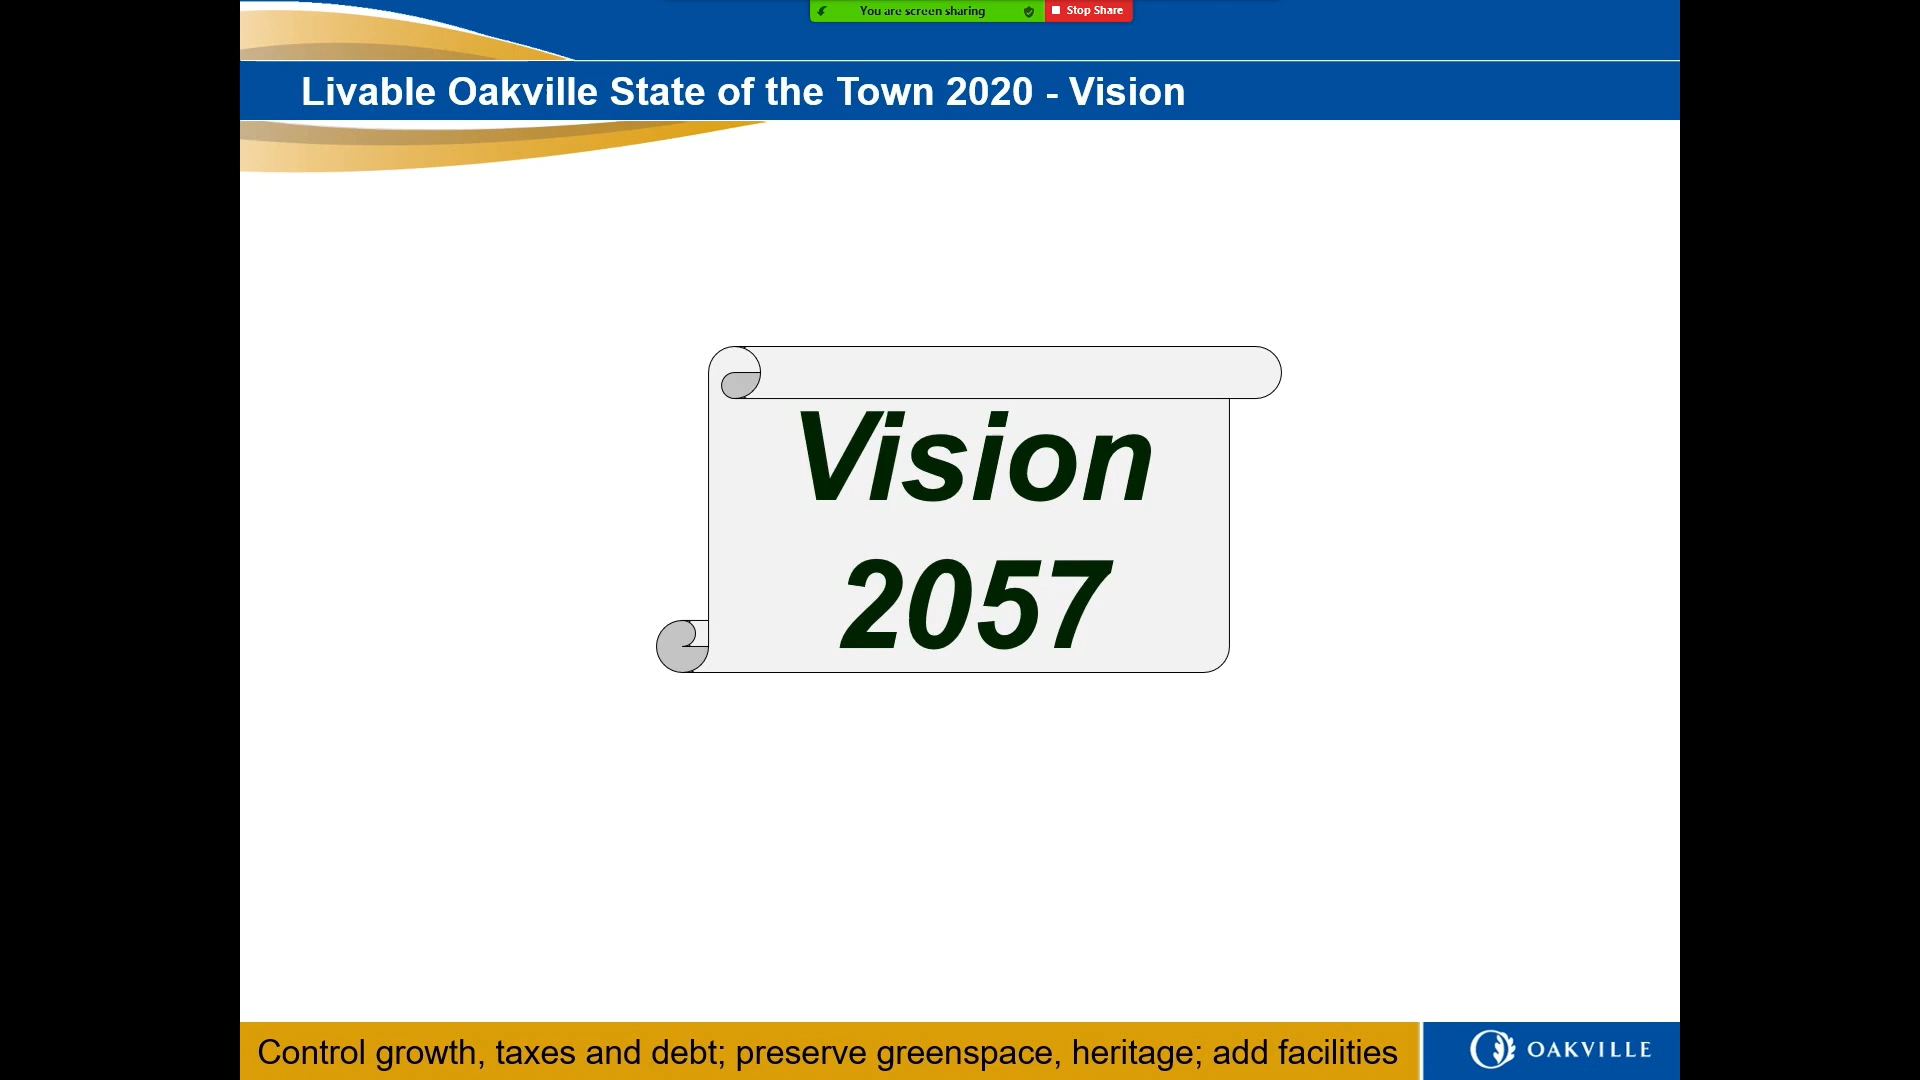 You are screen sharing
Stop Share
Livable Oakville State of the Town 2020 - Vision
Vision
2057
Control growth, taxes and debt; preserve greenspace, heritage; add facilities
OAKVILLE